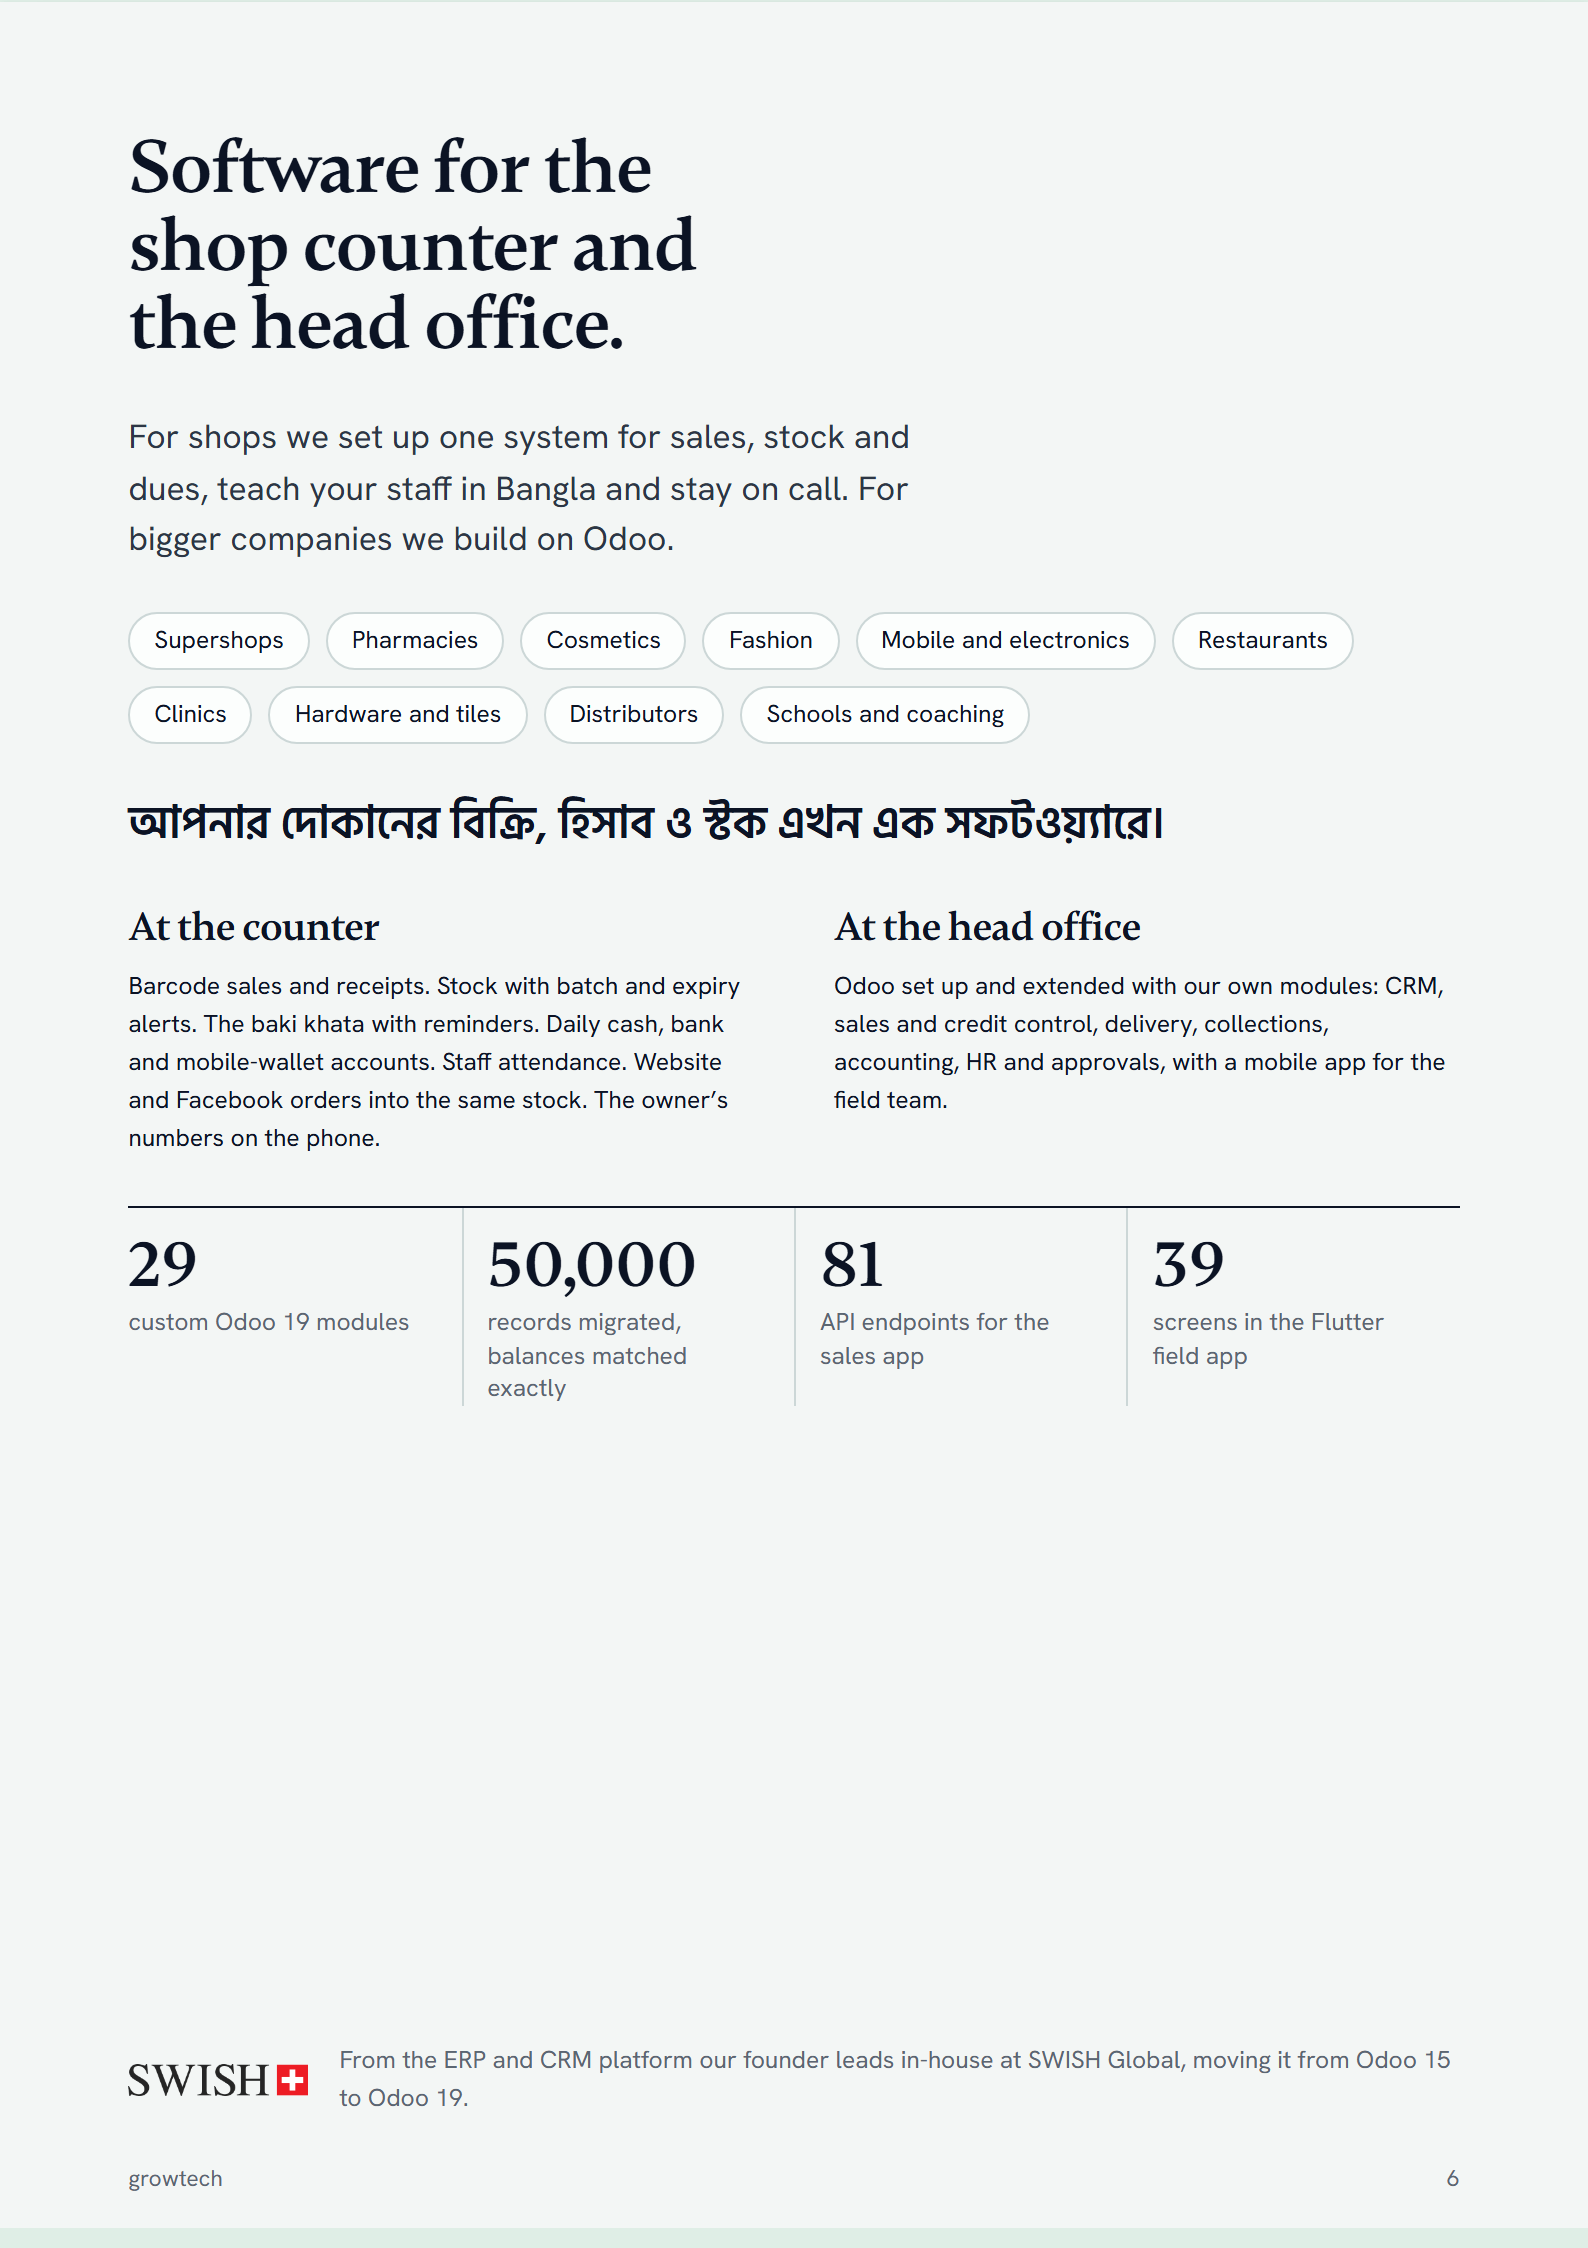 Software for the
shop counter and
the head office.
For shops we set up one system for sales, stock and
dues, teach your staff in Bangla and stay on call. For
bigger companies we build on Odoo.
Supershops Pharmacies Cosmetics Fashion Mobile and electronics Restaurants
Clinics Hardware and tiles Distributors Schools and coaching
আপনার দোকানের বিক্রি, হিসাব ও স্টক এখন এক সফটওয়্যারে।
At the counter
Barcode sales and receipts. Stock with batch and expiry
alerts. The baki khata with reminders. Daily cash, bank
and mobile-wallet accounts. Staff attendance. Website
and Facebook orders into the same stock. The owner’s
numbers on the phone.
At the head office
Odoo set up and extended with our own modules: CRM,
sales and credit control, delivery, collections,
accounting, HR and approvals, with a mobile app for the
field team.
29
custom Odoo 19 modules
50,000
records migrated,
balances matched
exactly
81
API endpoints for the
sales app
39
screens in the Flutter
field app
SWISH
From the ERP and CRM platform our founder leads in-house at SWISH Global, moving it from Odoo 15
to Odoo 19.
growtech 6